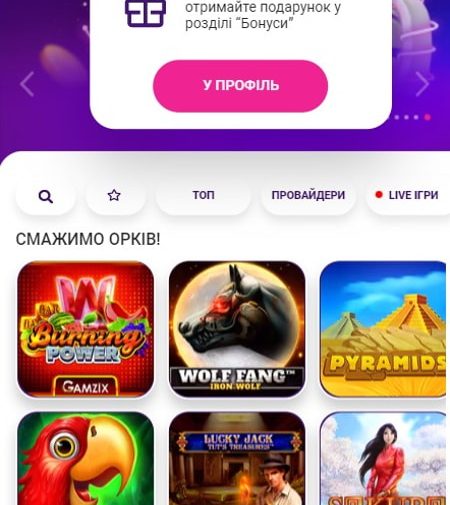 отримайте подарунок у
розділі “Бонуси”
У ПРОФІЛЬ
ТОП
ПРОВАЙДЕРИ
LIVE ІГРИ
СМАЖИМО ОРКІВ!
Burning
POWER
GAMZIX
WOLF FANG™
IRON WOLF
PYRAMIDS
LUCKY JACK
TUT'S TREASURES